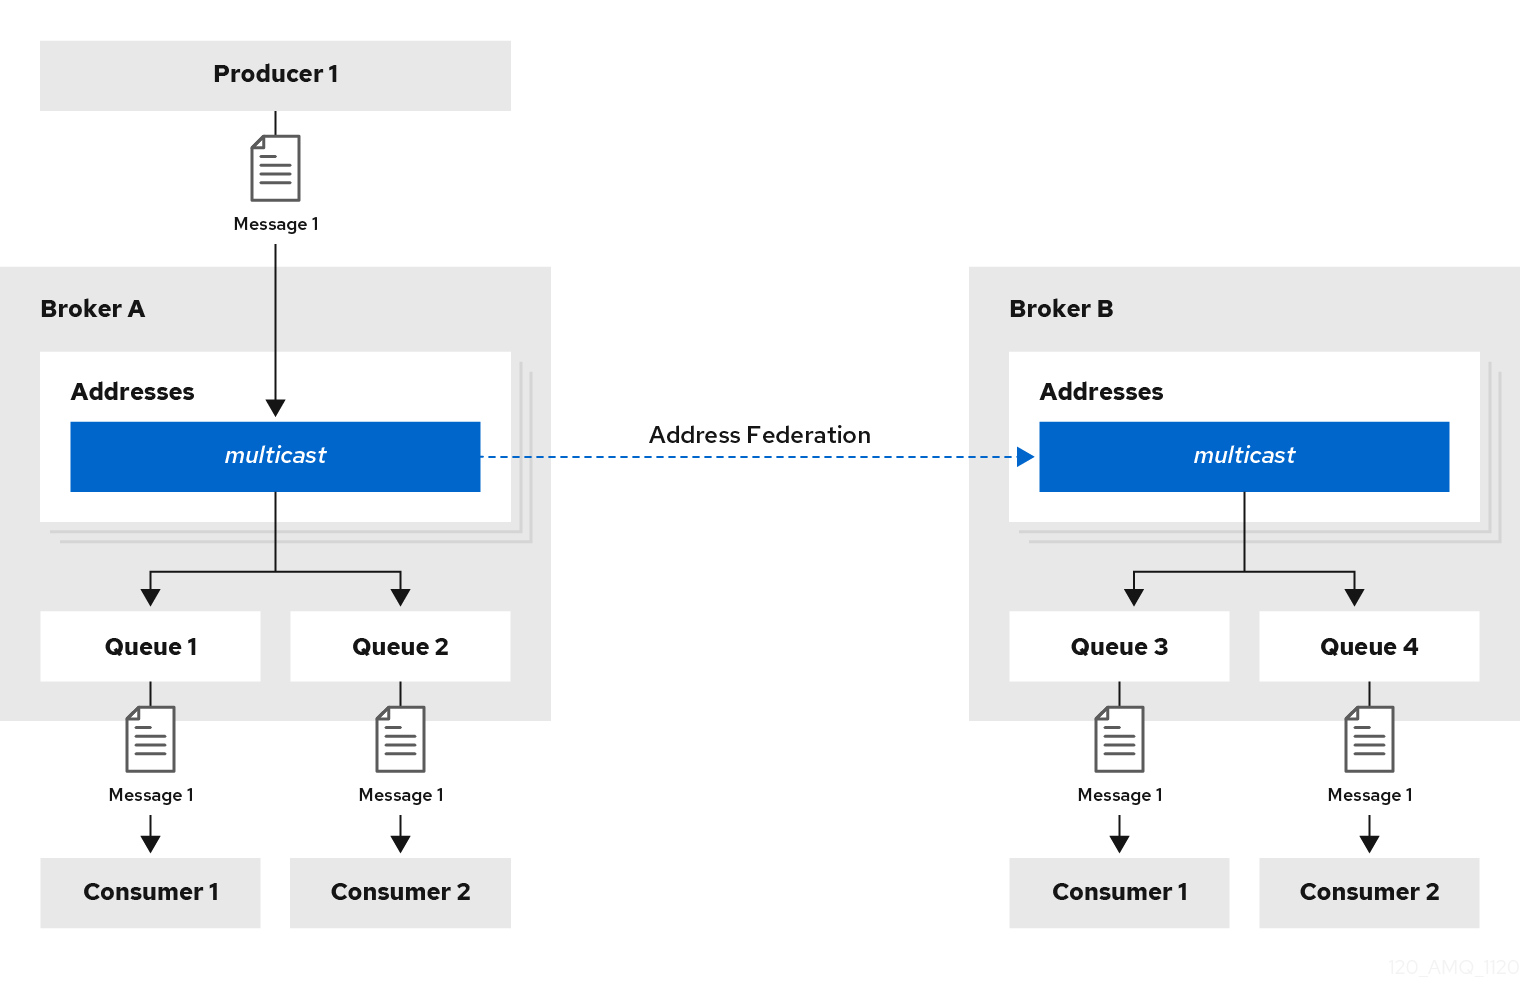 Producer 1
Message 1
Broker A
Addresses
multicast
Address Federation
Broker B
Addresses
multicast
Queue 1
Queue 2
Queue 3
Queue 4
Message 1
Message 1
Message 1
Message 1
Consumer 1
Consumer 2
Consumer 1
Consumer 2
120_AMQ_1120